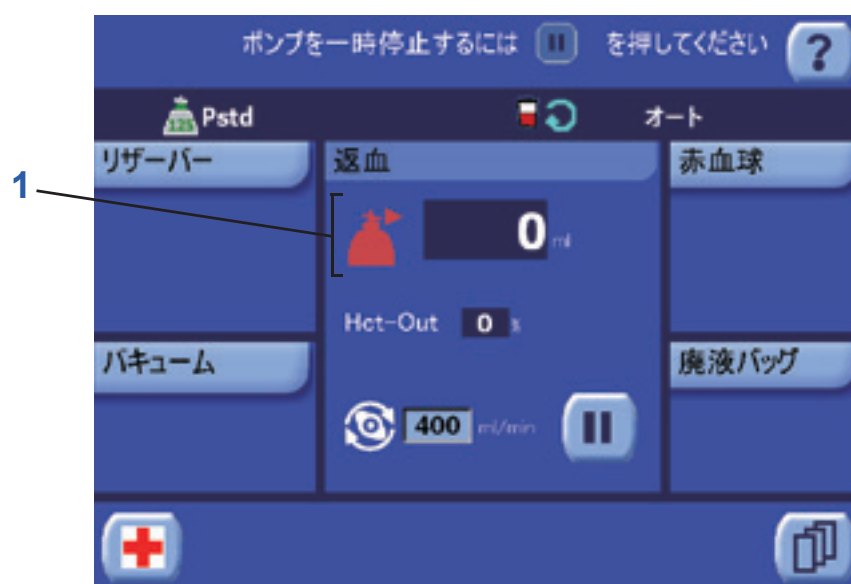 ポンプを一時停止するには を押してください ?
125 Pstd オート
リザーバー 返血 赤血球
1
0 ml
Hct-Out 0 %
バキューム 廃液バッグ
400 ml/min